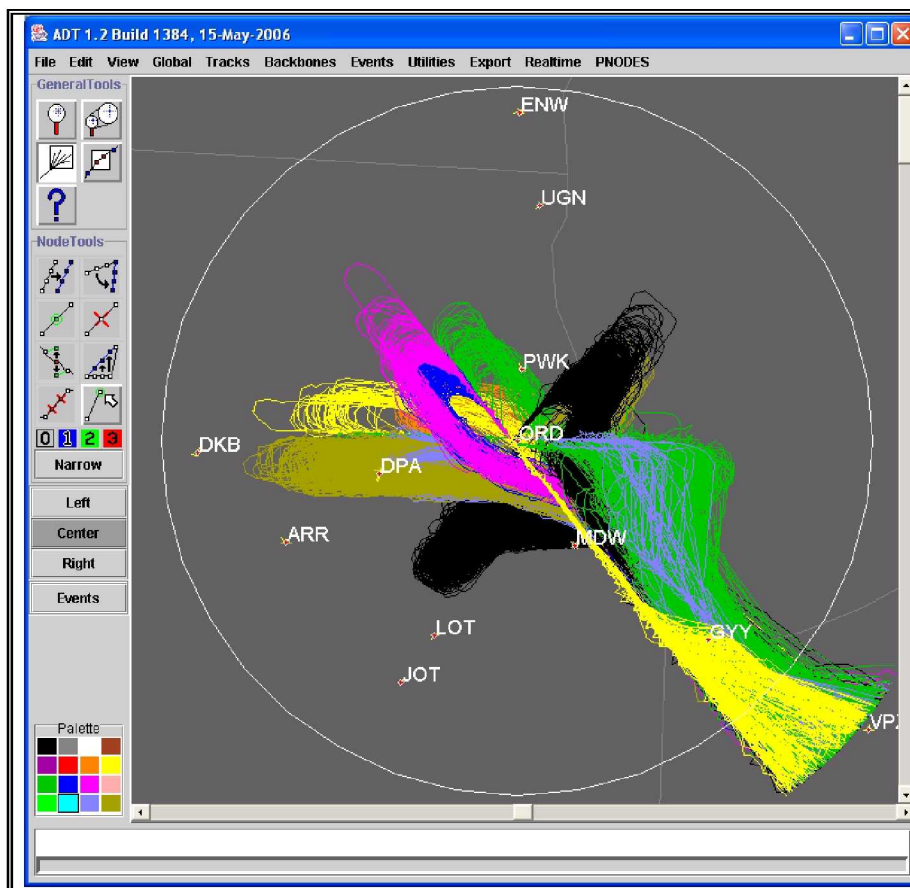 ADT 1.2 Build 1384, 15-May-2006
File Edit View Global Tracks Backbones Events Utilities Export Realtime PNODES
GeneralTools
?
NodeTools
0 1 2 3
Narrow
Left
Center
Right
Events
Palette
ENW
UGN
PWK
ORD
DKB
DPA
ARR
MDW
LOT
GYY
JOT